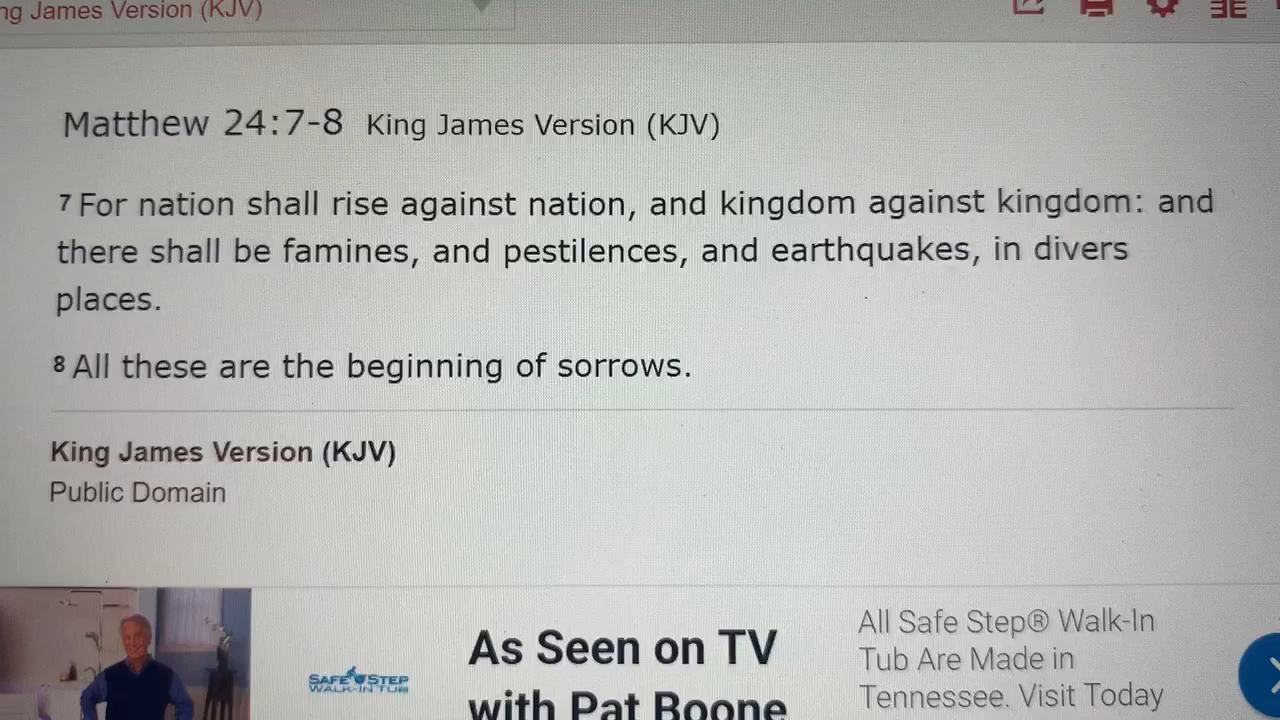 ng James Version (KJV)
Matthew 24:7-8 King James Version (KJV)
7 For nation shall rise against nation, and kingdom against kingdom: and
there shall be famines, and pestilences, and earthquakes, in divers
places.
8 All these are the beginning of sorrows.
King James Version (KJV)
Public Domain
SAFE STEP
WALK-IN TUB
As Seen on TV
with Pat Boone
All Safe Step® Walk-In
Tub Are Made in
Tennessee. Visit Today